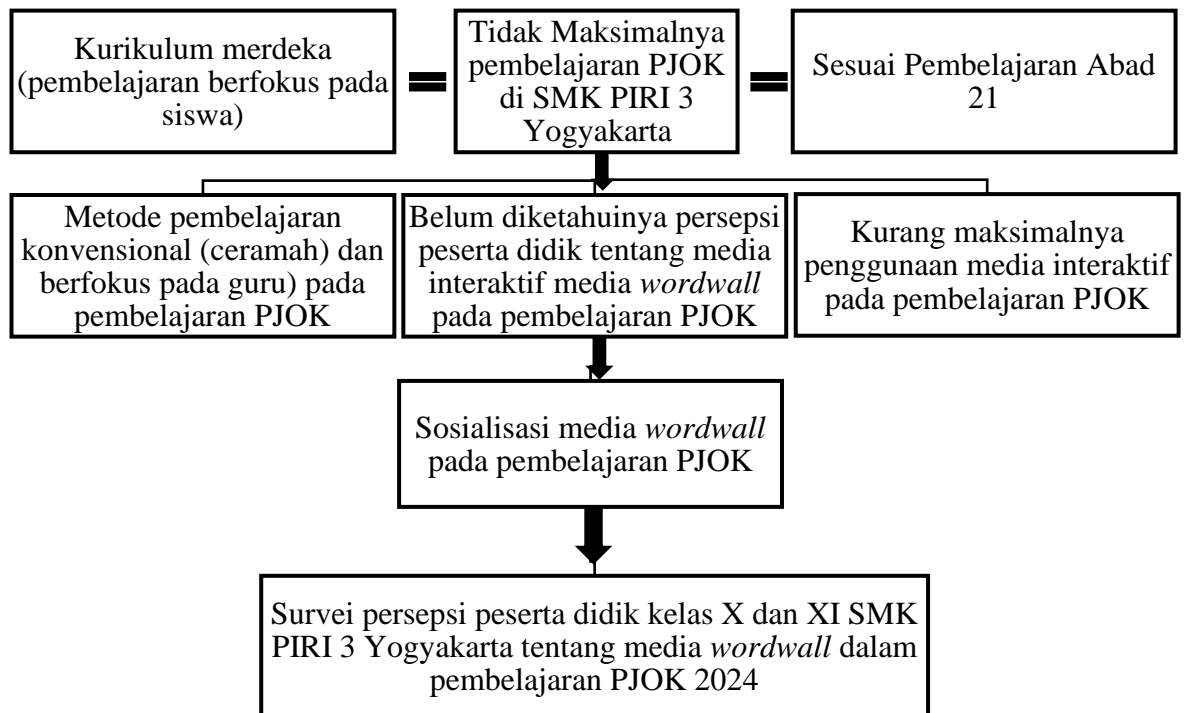 Kurikulum merdeka
(pembelajaran berfokus pada
siswa)
Tidak Maksimalnya
pembelajaran PJOK
di SMK PIRI 3
Yogyakarta
Sesuai Pembelajaran Abad
21
Metode pembelajaran
konvensional (ceramah) dan
berfokus pada guru) pada
pembelajaran PJOK
Belum diketahuinya persepsi
peserta didik tentang media
interaktif media wordwall
pada pembelajaran PJOK
Kurang maksimalnya
penggunaan media interaktif
pada pembelajaran PJOK
Sosialisasi media wordwall
pada pembelajaran PJOK
Survei persepsi peserta didik kelas X dan XI SMK
PIRI 3 Yogyakarta tentang media wordwall dalam
pembelajaran PJOK 2024